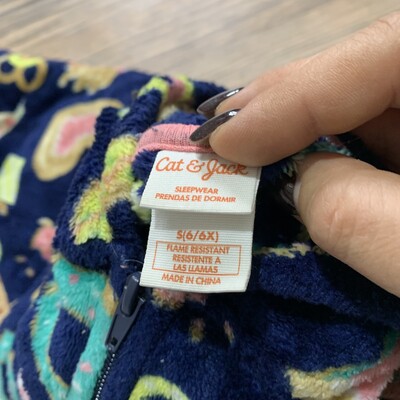 Cat & Jack
SLEEPWEAR
PRENDAS DE DORMIR
S(6/6X)
FLAME RESISTANT
RESISTENTE A
LAS LLAMAS
MADE IN CHINA